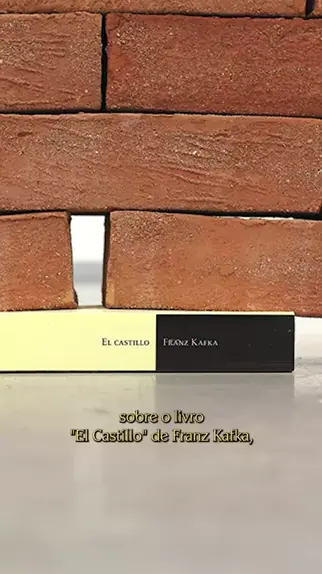 EL CASTILLO FRANZ KAFKA
sobre o livro
"El Castillo" de Franz Kafka,